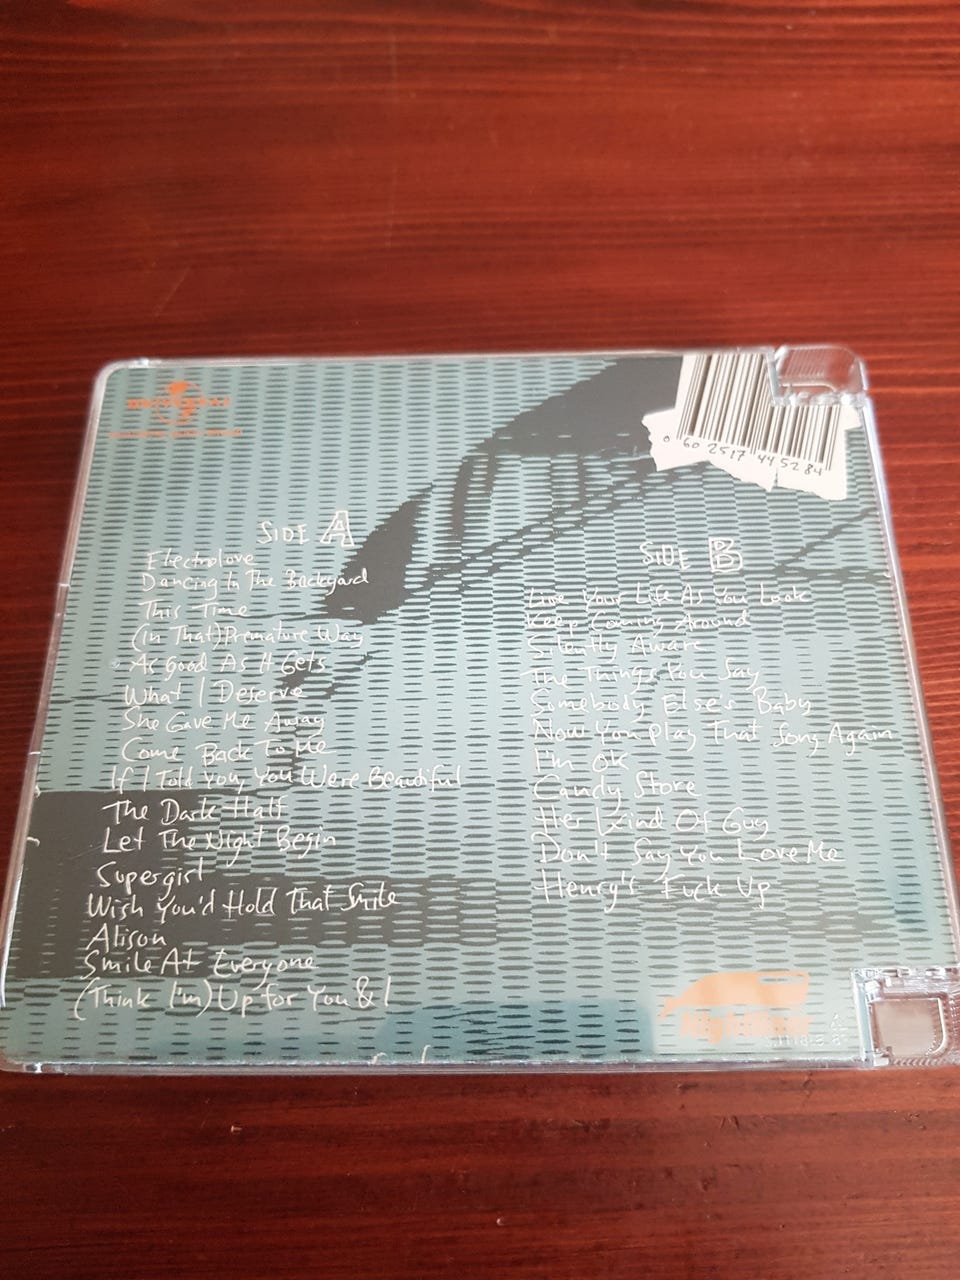 UNIVERSAL
0 602517 445284
SIDE A
Electrolove
Dancing In The Backyard
This Time
(In That) Premature Way
As Good As It Gets
What I Deserve
She Gave Me Away
Come Back To Me
If I Told You, You Were Beautiful
The Dark Half
Let The Night Begin
Supergirl
Wish You'd Hold That Smile
Alison
Smile At Everyone
(Think I'm) Up For You & I
SIDE B
Live Your Life As You Look
Keep Coming Around
Silently Aware
The Things You Say
Somebody Else's Baby
Now You Play That Song Again
I'm OK
Candy Store
Her Kind Of Guy
Don't Say You Love Me
Henry's Fuck Up